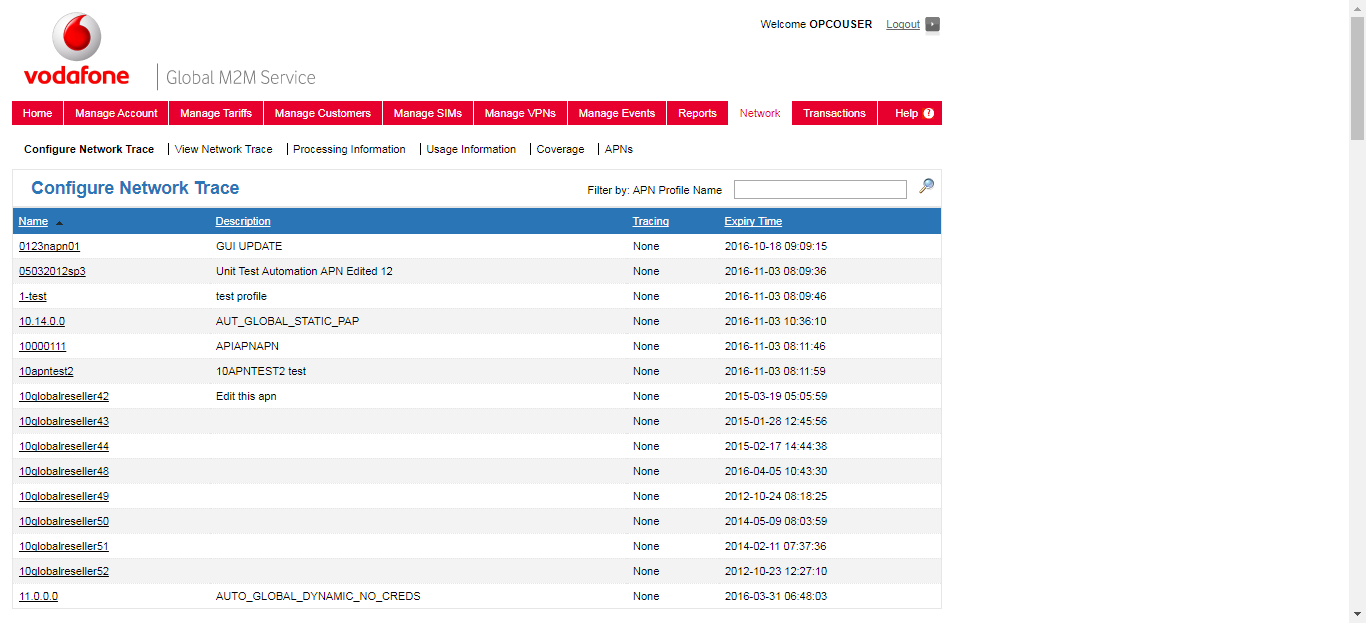 Welcome OPCOUSER Logout
vodafone
Global M2M Service
Home Manage Account Manage Tariffs Manage Customers Manage SIMs Manage VPNs Manage Events Reports Network Transactions Help ?
Configure Network Trace View Network Trace Processing Information Usage Information Coverage APNs
Configure Network Trace Filter by: APN Profile Name
Name Description Tracing Expiry Time
0123napn01 GUI UPDATE None 2016-10-18 09:09:15
05032012sp3 Unit Test Automation APN Edited 12 None 2016-11-03 08:09:36
1-test test profile None 2016-11-03 08:09:46
10.14.0.0 AUT_GLOBAL_STATIC_PAP None 2016-11-03 10:36:10
10000111 APIAPNAPN None 2016-11-03 08:11:46
10apntest2 10APNTEST2 test None 2016-11-03 08:11:59
10globalreseller42 Edit this apn None 2015-03-19 05:05:59
10globalreseller43 None 2015-01-28 12:45:56
10globalreseller44 None 2015-02-17 14:44:38
10globalreseller48 None 2016-04-05 10:43:30
10globalreseller49 None 2012-10-24 08:18:25
10globalreseller50 None 2014-05-09 08:03:59
10globalreseller51 None 2014-02-11 07:37:36
10globalreseller52 None 2012-10-23 12:27:10
11.0.0.0 AUTO_GLOBAL_DYNAMIC_NO_CREDS None 2016-03-31 06:48:03